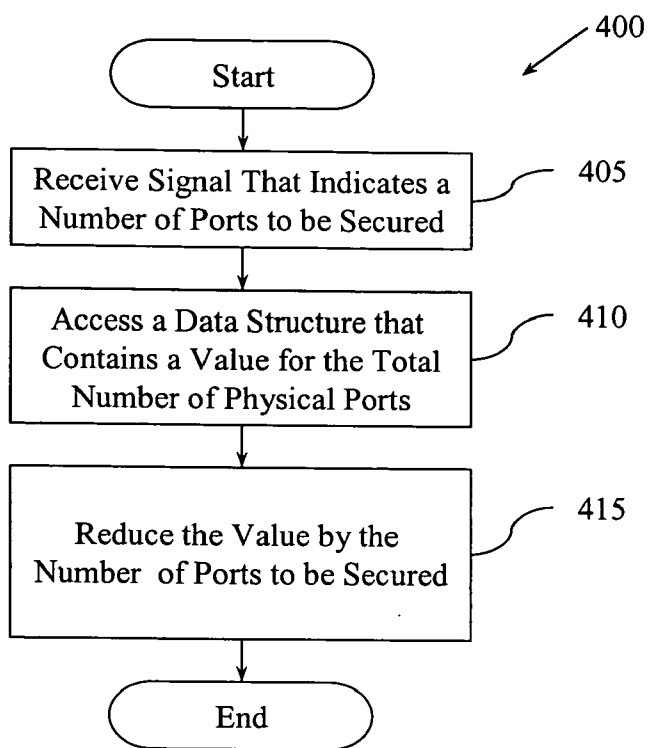 400
Start
Receive Signal That Indicates a
Number of Ports to be Secured
405
Access a Data Structure that
Contains a Value for the Total
Number of Physical Ports
410
Reduce the Value by the
Number of Ports to be Secured
415
End